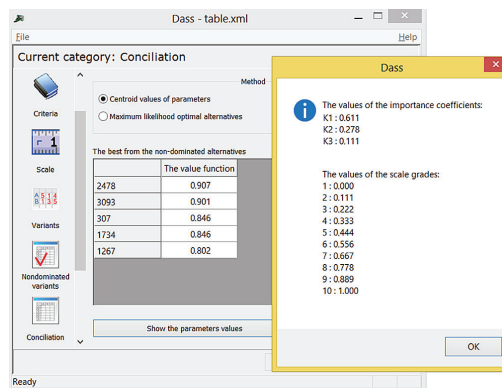 Dass - table.xml
File
Help
Current category: Conciliation
Criteria
Scale
Variants
Nondominated
variants
Conciliation
Method
Centroid values of parameters
Maximum likelihood optimal alternatives
The best from the non-dominated alternatives
The value function
2478 0.907
3093 0.901
307 0.846
1734 0.846
1267 0.802
Show the parameters values
Ready
Dass
The values of the importance coefficients:
K1: 0.611
K2: 0.278
K3: 0.111
The values of the scale grades:
1 : 0.000
2 : 0.111
3 : 0.222
4 : 0.333
5 : 0.444
6 : 0.556
7 : 0.667
8 : 0.778
9 : 0.889
10 : 1.000
OK